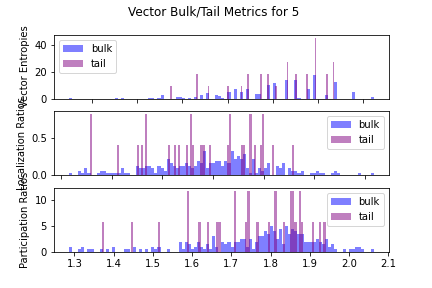 Vector Bulk/Tail Metrics for 5
Vector Entropies
40
20
0
bulk
tail
Localization Ratios
0.5
0.0
bulk
tail
Participation Ratios
10
5
0
bulk
tail
1.3 1.4 1.5 1.6 1.7 1.8 1.9 2.0 2.1